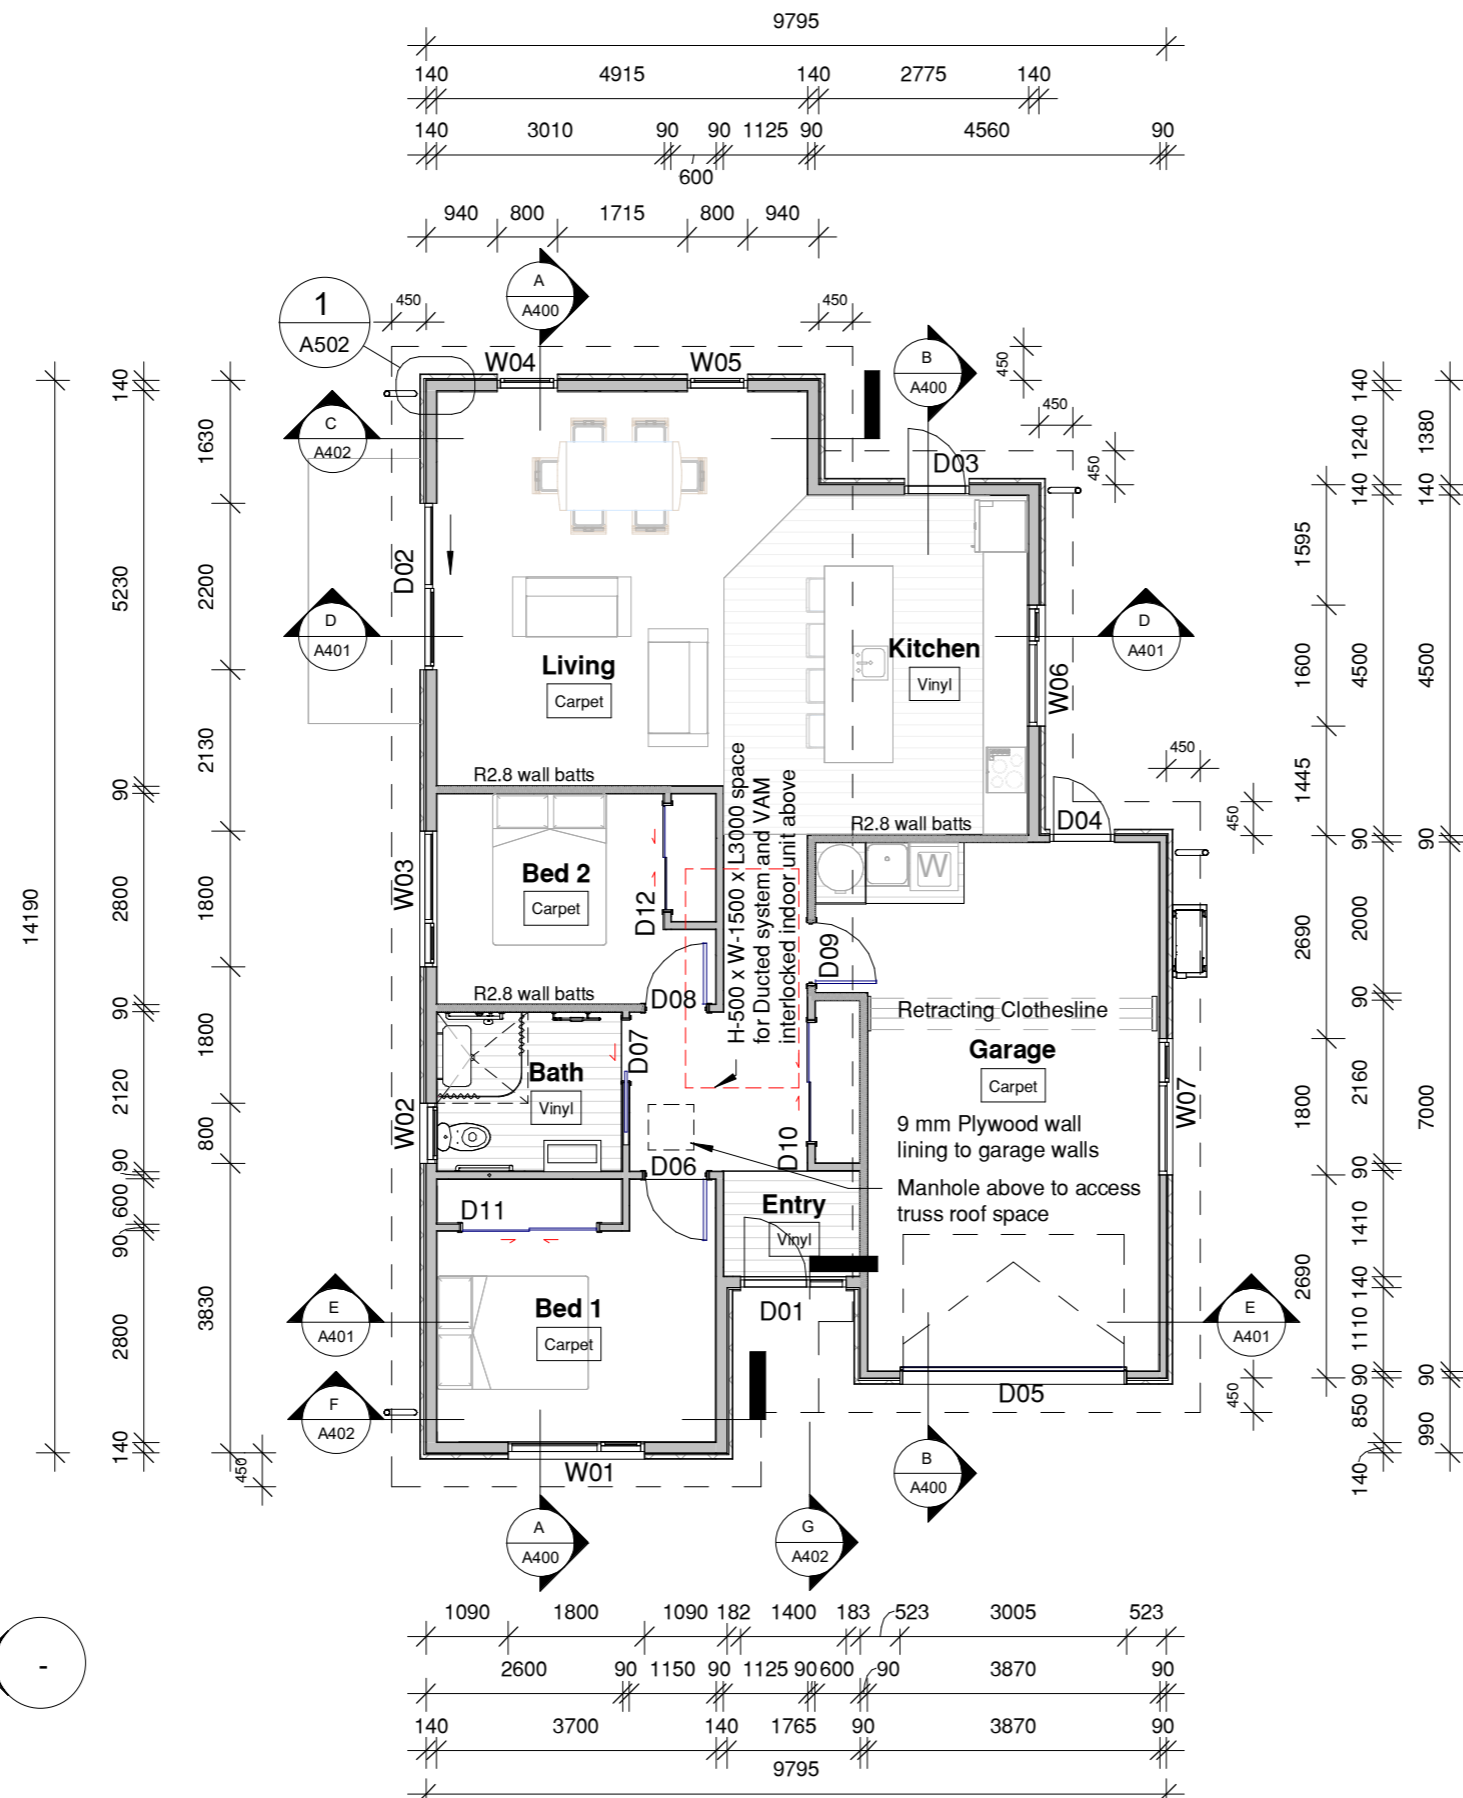 9795
140 4915 140 2775 140
140 3010 90 90 1125 90 4560 90
600
940 800 1715 800 940
450 450
1
A502
A
A400
B
A400
450
450
450
W04 W05
D03
C
A402
D
A401
D
A401
D02
Living
Carpet
Kitchen
Vinyl
W06
R2.8 wall batts
R2.8 wall batts
450
450
D04
W
W03
Bed 2
Carpet
D12
H-500 x W-1500 x L3000 space
for Ducted system and VAM
interlocked indoor unit above
D09
R2.8 wall batts
D08
Retracting Clothesline
Garage
Carpet
D07
Bath
Vinyl
W02
9 mm Plywood wall
lining to garage walls
W07
D10
D06
Manhole above to access
truss roof space
D11
Entry
Vinyl
E
A401
E
A401
Bed 1
Carpet
D01
D05
F
A402
W01
450
450
B
A400
A
A400
G
A402
14190
140
5230
90
2800
90
2120
90
600
90
2800
140
1630
2200
2130
1800
1800
800
3830
1595
1600
1445
2690
1800
2690
140
1240
140
4500
90
2000
90
2160
90
1410
140
1110
90
850
140
1380
140
4500
90
7000
90
990
1090 1800 1090 182 1400 183 523 3005 523
2600 90 1150 90 1125 90 600 90 3870 90
140 3700 140 1765 90 3870 90
9795
-